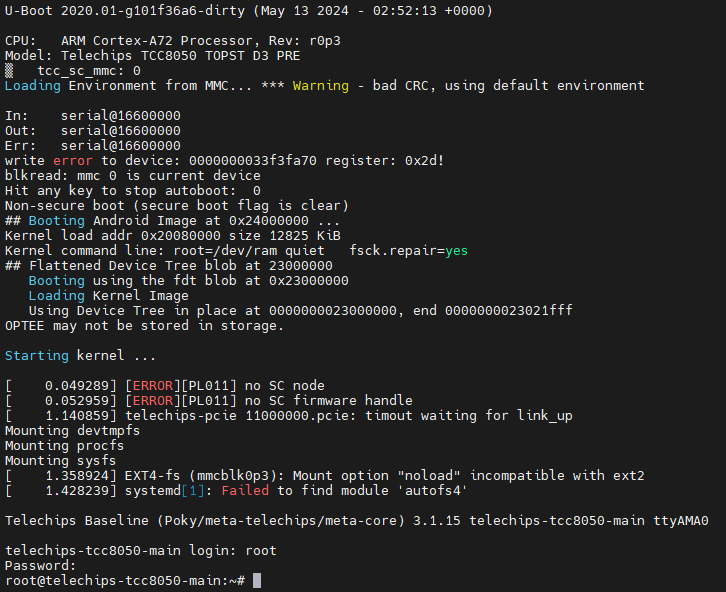 U-Boot 2020.01-g101f36a6-dirty (May 13 2024 - 02:52:13 +0000)
CPU:   ARM Cortex-A72 Processor, Rev: r0p3
Model: Telechips TCC8050 TOPST D3 PRE
▒   tcc_sc_mmc: 0
Loading Environment from MMC... *** Warning - bad CRC, using default environment
In:    serial@16600000
Out:   serial@16600000
Err:   serial@16600000
write error to device: 0000000033f3fa70 register: 0x2d!
blkread: mmc 0 is current device
Hit any key to stop autoboot:  0
Non-secure boot (secure boot flag is clear)
## Booting Android Image at 0x24000000 ...
Kernel load addr 0x20080000 size 12825 KiB
Kernel command line: root=/dev/ram quiet   fsck.repair=yes
## Flattened Device Tree blob at 23000000
   Booting using the fdt blob at 0x23000000
   Loading Kernel Image
   Using Device Tree in place at 0000000023000000, end 0000000023021fff
OPTEE may not be stored in storage.
Starting kernel ...
[    0.049289] [ERROR][PL011] no SC node
[    0.052959] [ERROR][PL011] no SC firmware handle
[    1.140859] telechips-pcie 11000000.pcie: timout waiting for link_up
Mounting devtmpfs
Mounting procfs
Mounting sysfs
[    1.358924] EXT4-fs (mmcblk0p3): Mount option "noload" incompatible with ext2
[    1.428239] systemd[1]: Failed to find module 'autofs4'
Telechips Baseline (Poky/meta-telechips/meta-core) 3.1.15 telechips-tcc8050-main ttyAMA0
telechips-tcc8050-main login: root
Password:
root@telechips-tcc8050-main:~#